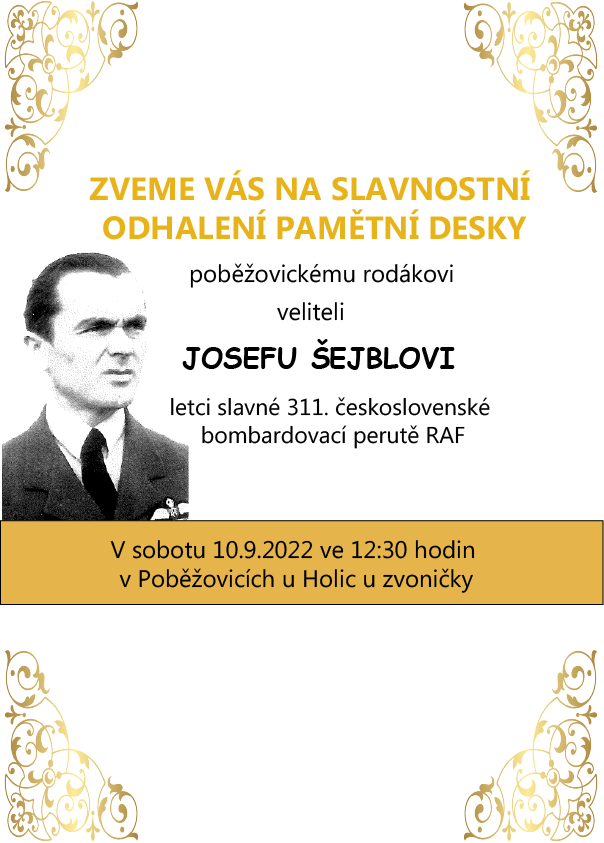 ZVEME VÁS NA SLAVNOSTNÍ
ODHALENÍ PAMĚTNÍ DESKY
poběžovickému rodákovi
veliteli
JOSEFU ŠEJBLOVI
letci slavné 311. československé
bombardovací perutě RAF
V sobotu 10.9.2022 ve 12:30 hodin
v Poběžovicích u Holic u zvoničky